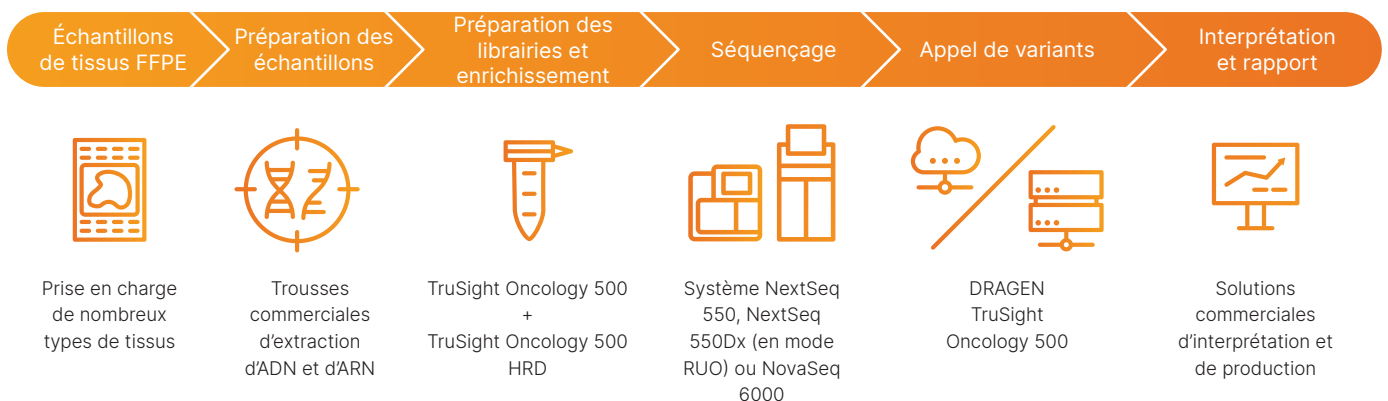 Échantillons
de tissus FFPE
Préparation des
échantillons
Préparation des
librairies et
enrichissement
Séquençage
Appel de variants
Interprétation
et rapport
Prise en charge
de nombreux
types de tissus
Trousses
commerciales
d’extraction
d’ADN et d’ARN
TruSight Oncology 500
+
TruSight Oncology 500
HRD
Système NextSeq
550, NextSeq
550Dx (en mode
RUO) ou NovaSeq
6000
DRAGEN
TruSight
Oncology 500
Solutions
commerciales
d’interprétation et
de production